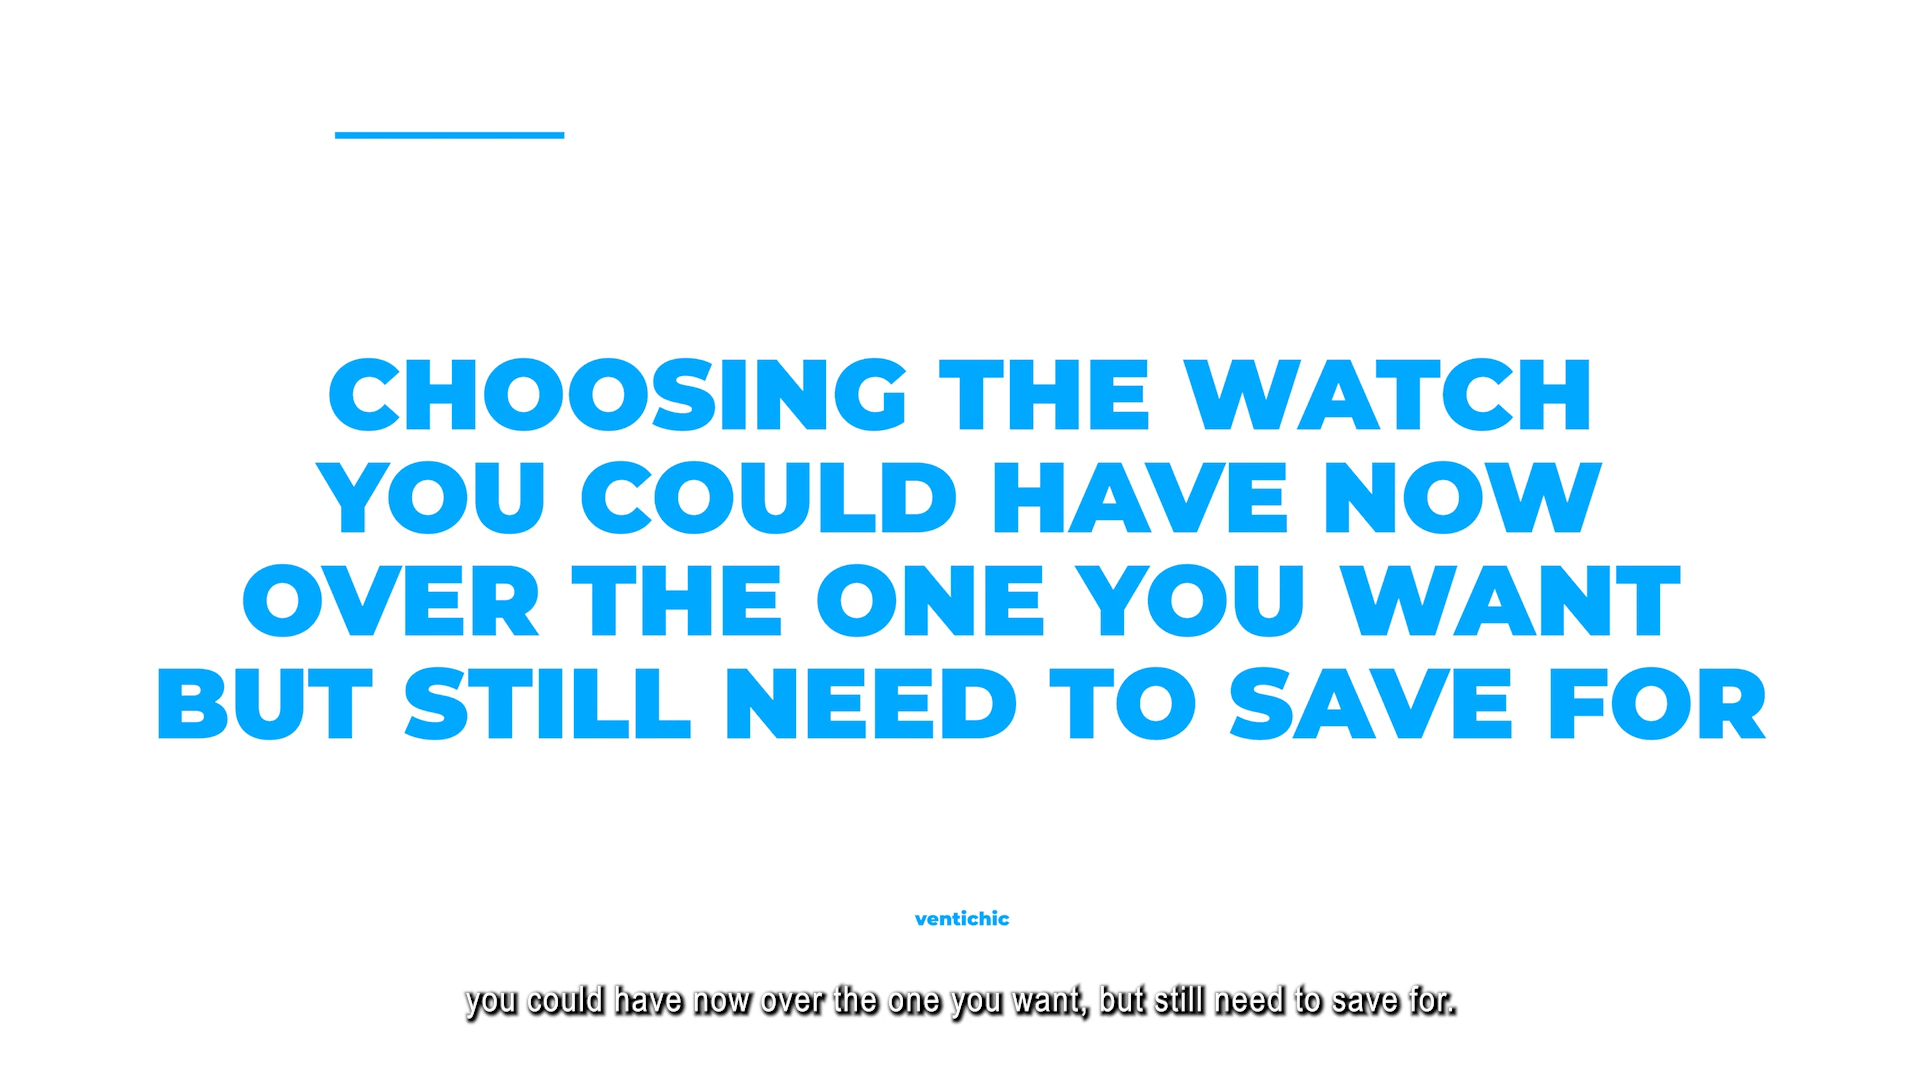 CHOOSING THE WATCH
YOU COULD HAVE NOW
OVER THE ONE YOU WANT
BUT STILL NEED TO SAVE FOR
ventichic
you could have now over the one you want, but still need to save for.